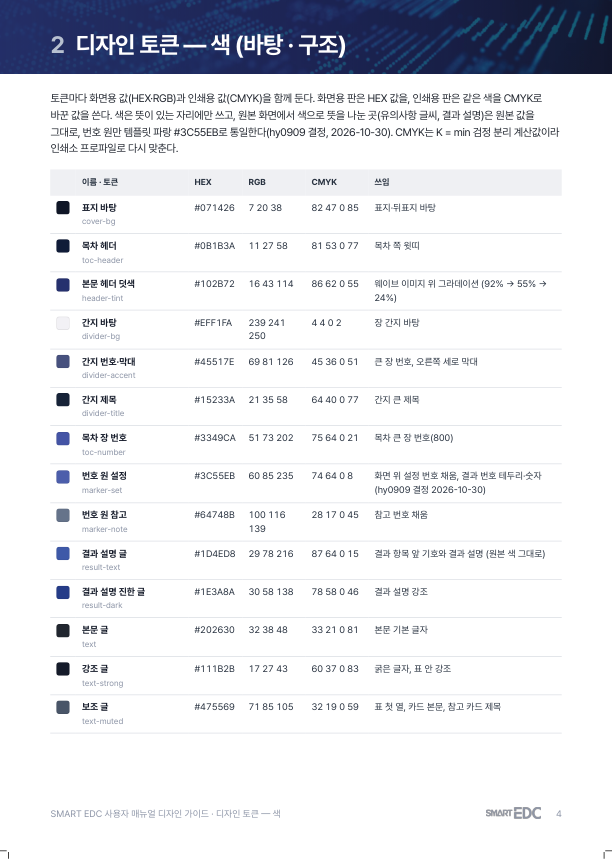 2 디자인 토큰 — 색 (바탕 · 구조)
토큰마다 화면용 값(HEX·RGB)과 인쇄용 값(CMYK)을 함께 둔다. 화면용 판은 HEX 값을, 인쇄용 판은 같은 색을 CMYK로
바꾼 값을 쓴다. 색은 뜻이 있는 자리에만 쓰고, 원본 화면에서 색으로 뜻을 나눈 곳(유의사항 글씨, 결과 설명)은 원본 값을
그대로, 번호 원만 템플릿 파랑 #3C55EB로 통일한다(hy0909 결정, 2026-10-30). CMYK는 K = min 검정 분리 계산값이라
인쇄소 프로파일로 다시 맞춘다.
이름 · 토큰 HEX RGB CMYK 쓰임
표지 바탕 #071426 7 20 38 82 47 0 85 표지·뒤표지 바탕
cover-bg
목차 헤더 #0B1B3A 11 27 58 81 53 0 77 목차 쪽 윗띠
toc-header
본문 헤더 덧색 #102B72 16 43 114 86 62 0 55 웨이브 이미지 위 그라데이션 (92% → 55% →
header-tint 24%)
간지 바탕 #EFF1FA 239 241 4 4 0 2 장 간지 바탕
divider-bg 250
간지 번호·막대 #45517E 69 81 126 45 36 0 51 큰 장 번호, 오른쪽 세로 막대
divider-accent
간지 제목 #15233A 21 35 58 64 40 0 77 간지 큰 제목
divider-title
목차 장 번호 #3349CA 51 73 202 75 64 0 21 목차 큰 장 번호(800)
toc-number
번호 원 설정 #3C55EB 60 85 235 74 64 0 8 화면 위 설정 번호 채움, 결과 번호 테두리·숫자
marker-set (hy0909 결정 2026-10-30)
번호 원 참고 #64748B 100 116 28 17 0 45 참고 번호 채움
marker-note 139
결과 설명 글 #1D4ED8 29 78 216 87 64 0 15 결과 항목 앞 기호와 결과 설명 (원본 색 그대로)
result-text
결과 설명 진한 글 #1E3A8A 30 58 138 78 58 0 46 결과 설명 강조
result-dark
본문 글 #202630 32 38 48 33 21 0 81 본문 기본 글자
text
강조 글 #111B2B 17 27 43 60 37 0 83 굵은 글자, 표 안 강조
text-strong
보조 글 #475569 71 85 105 32 19 0 59 표 첫 열, 카드 본문, 참고 카드 제목
text-muted
SMART EDC 사용자 매뉴얼 디자인 가이드 · 디자인 토큰 — 색 SMART EDC 4